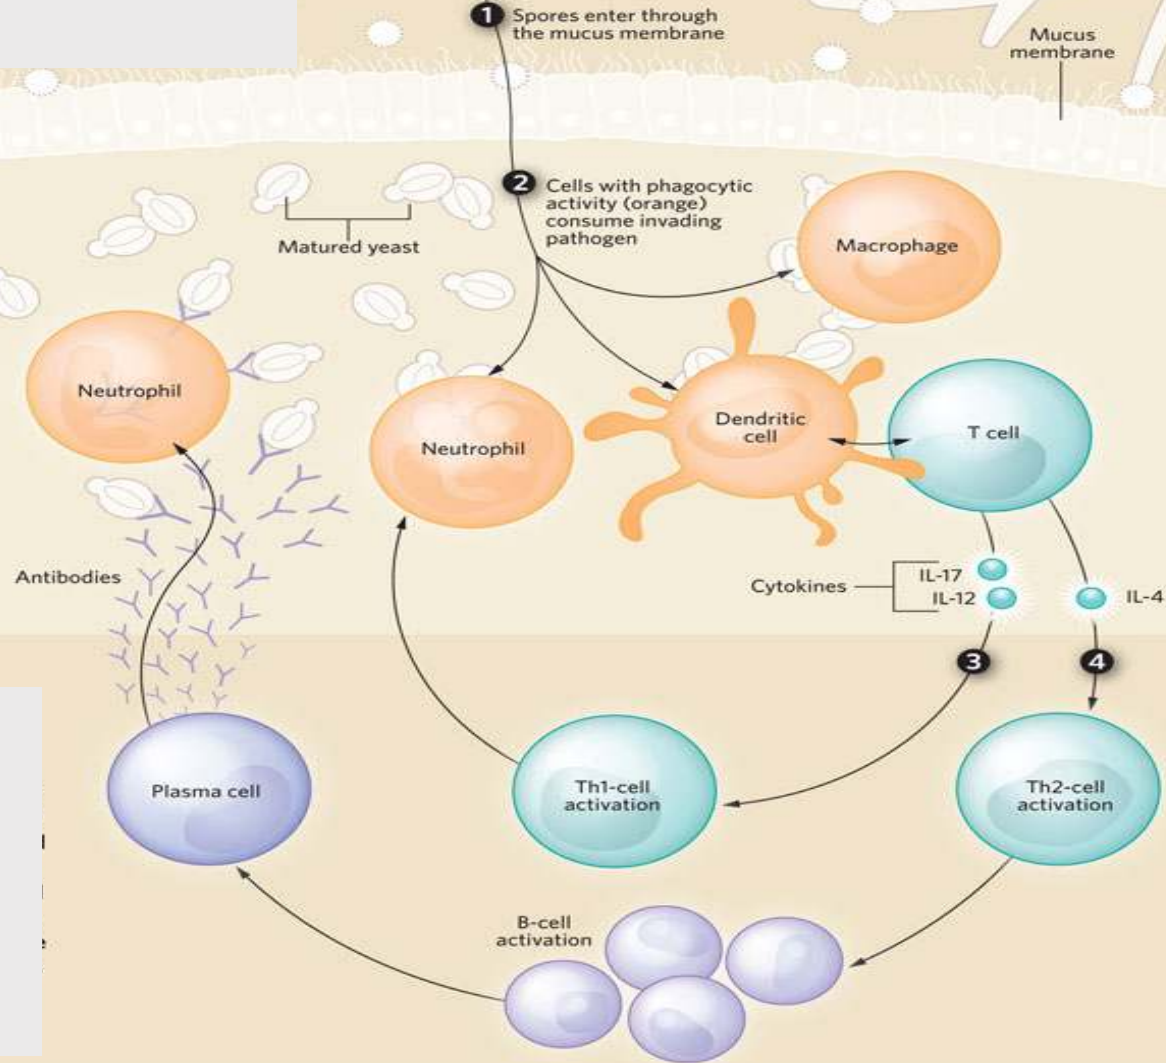 1 Spores enter through
the mucus membrane
Mucus
membrane
2 Cells with phagocytic
activity (orange)
consume invading
pathogen
Matured yeast
Macrophage
Neutrophil
Neutrophil
Dendritic
cell
T cell
Antibodies
Cytokines
IL-17
IL-12
IL-4
3
4
Plasma cell
Th1-cell
activation
Th2-cell
activation
B-cell
activation